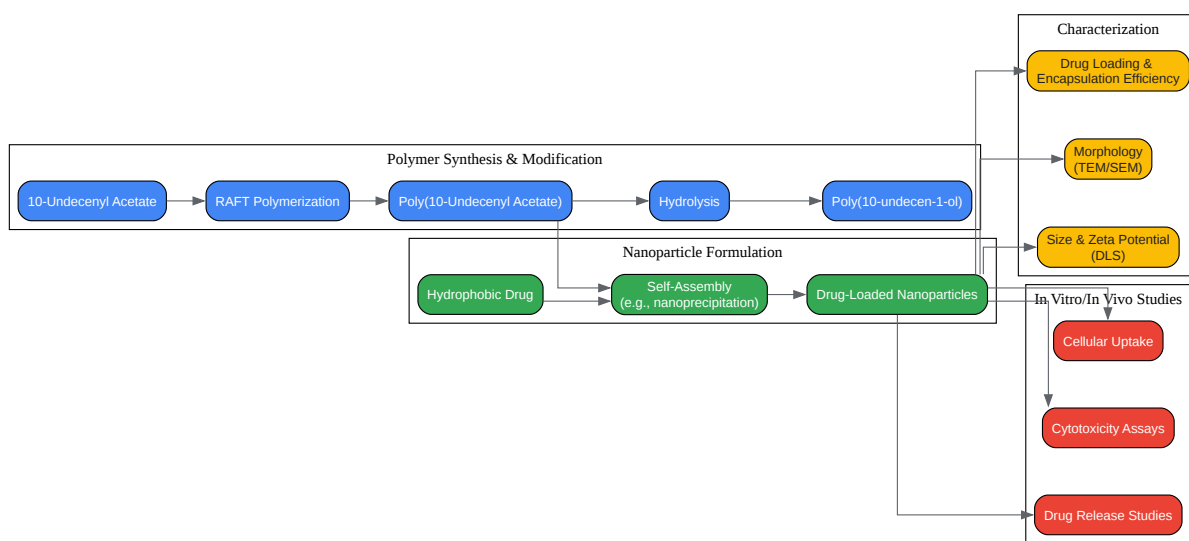 Characterization
Drug Loading &
Encapsulation Efficiency
Morphology
(TEM/SEM)
Size & Zeta Potential
(DLS)
Polymer Synthesis & Modification
10-Undecenyl Acetate
RAFT Polymerization
Poly(10-Undecenyl Acetate)
Hydrolysis
Poly(10-undecen-1-ol)
Nanoparticle Formulation
Hydrophobic Drug
Self-Assembly
(e.g., nanoprecipitation)
Drug-Loaded Nanoparticles
In Vitro/In Vivo Studies
Cellular Uptake
Cytotoxicity Assays
Drug Release Studies